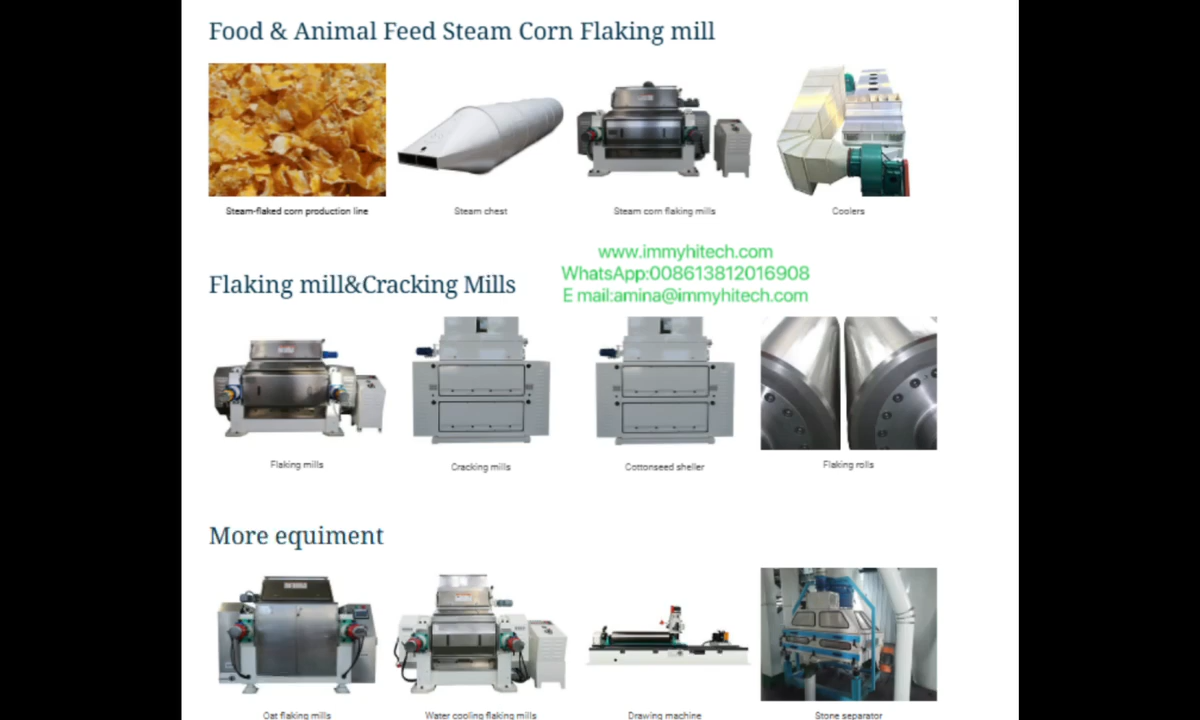 Food & Animal Feed Steam Corn Flaking mill
Steam-flaked corn production line
Steam chest
Steam corn flaking mills
Coolers
www.immyhitech.com
WhatsApp:008613812016908
E mail:amina@immyhitech.com
Flaking mill&Cracking Mills
Flaking mills
Cracking mills
Cottonseed sheller
Flaking rolls
More equiment
Oat flaking mills
Water cooling flaking mills
Drawing machine
Stone separator